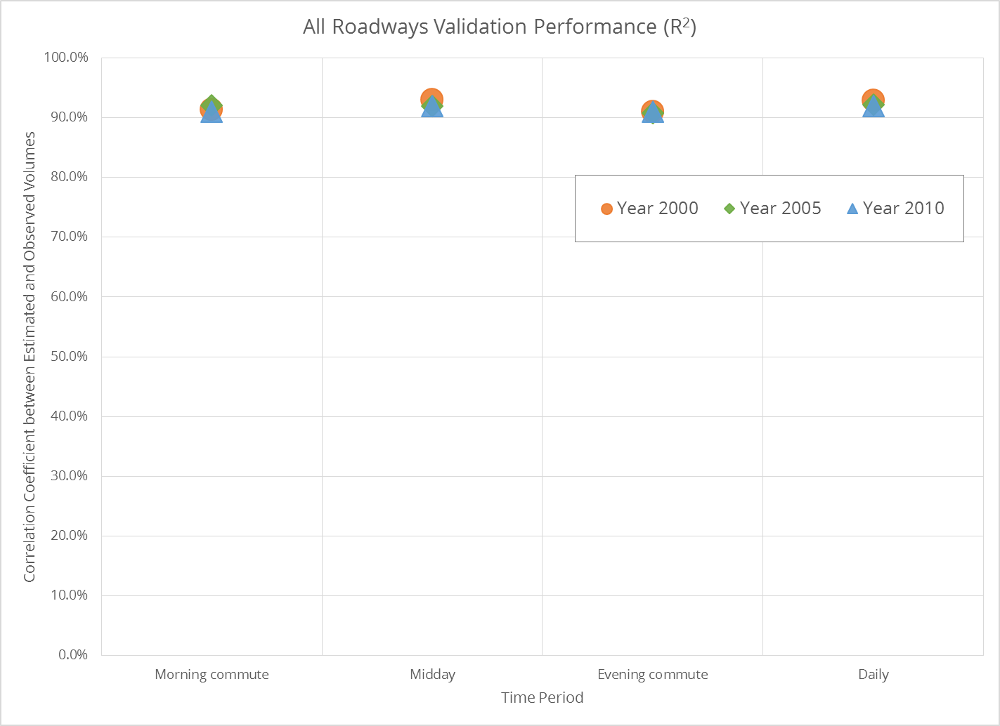 All Roadways Validation Performance (R²)
100.0%
90.0%
80.0%
70.0%
60.0%
50.0%
40.0%
30.0%
20.0%
10.0%
0.0%
Correlation Coefficient between Estimated and Observed Volumes
Year 2000 Year 2005 Year 2010
Morning commute Midday Evening commute Daily
Time Period